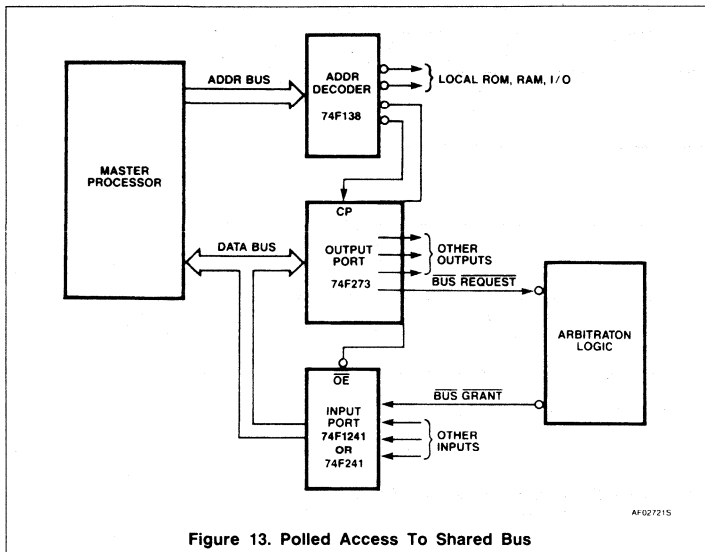 ADDR BUS
ADDR
DECODER
74F138
LOCAL ROM, RAM, I/O
MASTER
PROCESSOR
CP
DATA BUS
OUTPUT
PORT
74F273
OTHER
OUTPUTS
BUS REQUEST
ARBITRATON
LOGIC
OE
INPUT
PORT
74F1241
OR
74F241
BUS GRANT
OTHER
INPUTS
AF02721S
Figure 13. Polled Access To Shared Bus